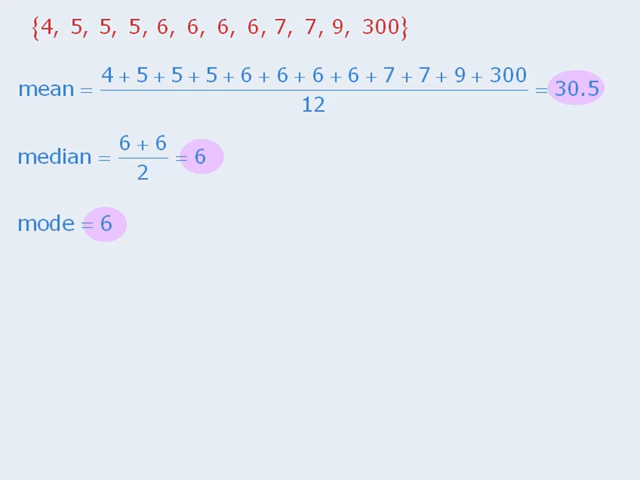 {4, 5, 5, 5, 6, 6, 6, 6, 7, 7, 9, 300}
mean = (4 + 5 + 5 + 5 + 6 + 6 + 6 + 6 + 7 + 7 + 9 + 300) / 12 = 30.5
median = (6 + 6) / 2 = 6
mode = 6